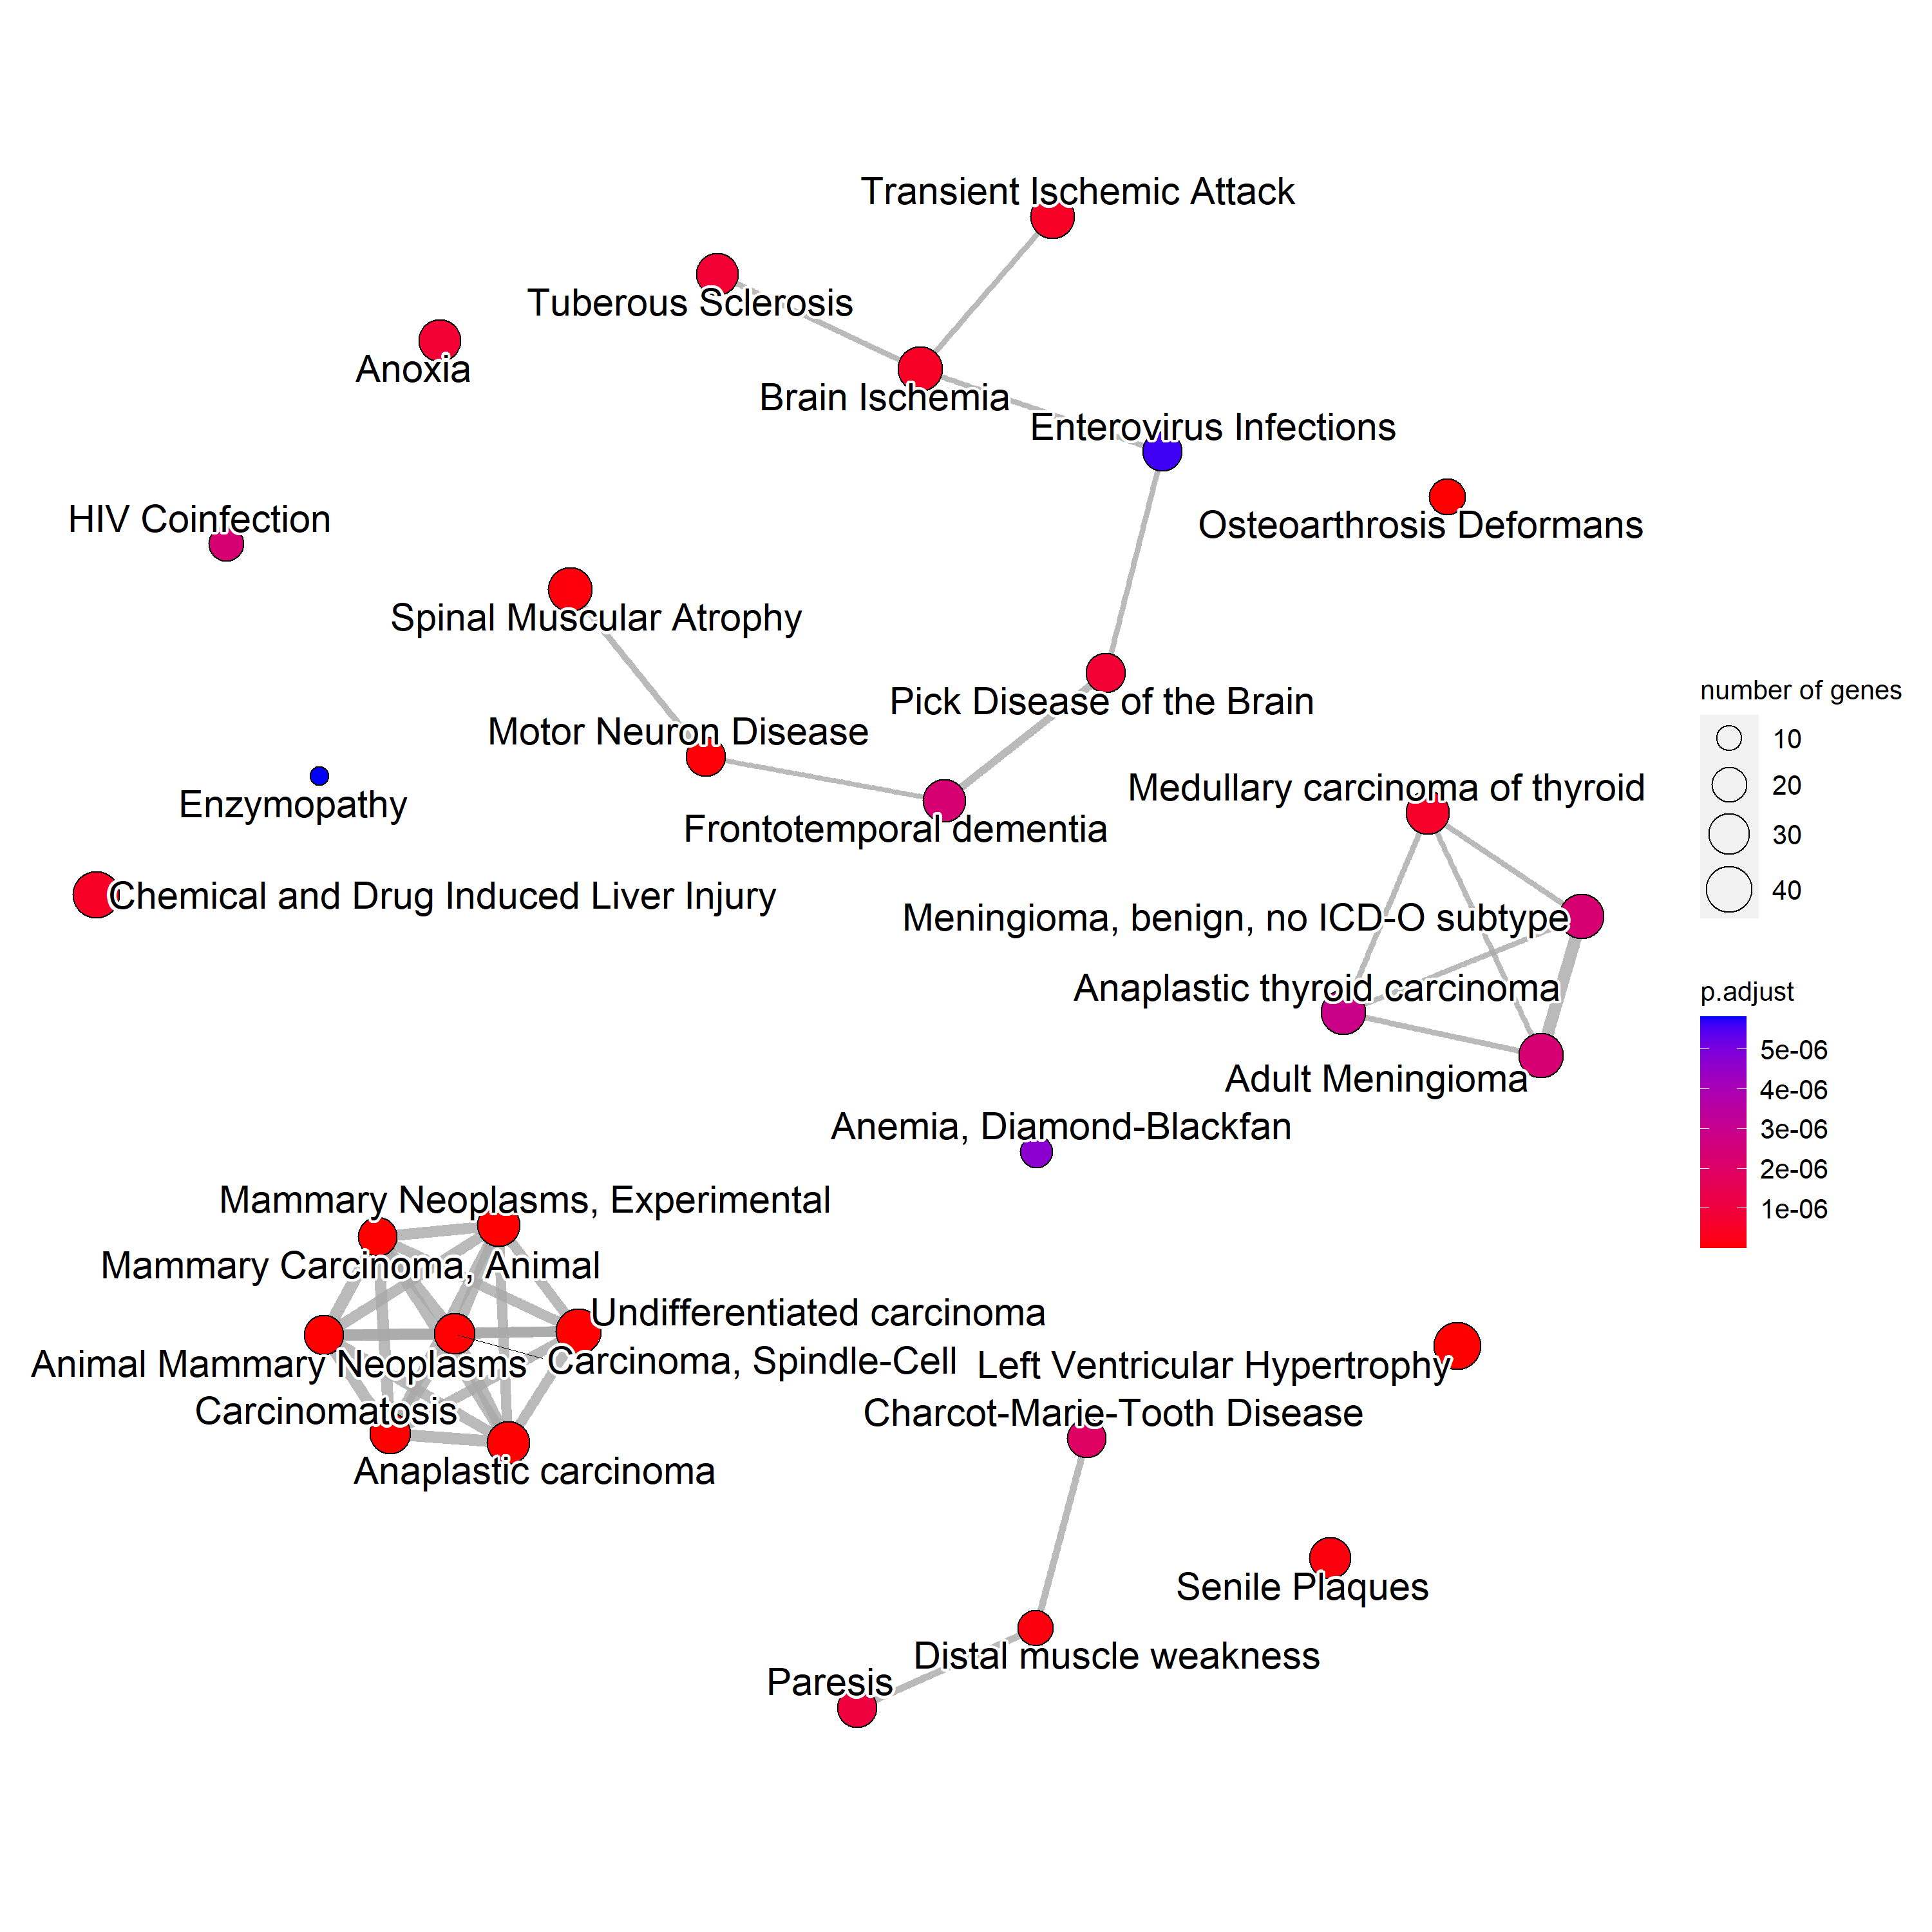 Transient Ischemic Attack
Tuberous Sclerosis
Anoxia
Brain Ischemia
Enterovirus Infections
HIV Coinfection
Osteoarthrosis Deformans
Spinal Muscular Atrophy
Pick Disease of the Brain
Motor Neuron Disease
Enzymopathy
Frontotemporal dementia
Medullary carcinoma of thyroid
Chemical and Drug Induced Liver Injury
Meningioma, benign, no ICD-O subtype
Anaplastic thyroid carcinoma
Adult Meningioma
Anemia, Diamond-Blackfan
Mammary Neoplasms, Experimental
Mammary Carcinoma, Animal
Undifferentiated carcinoma
Animal Mammary Neoplasms
Carcinoma, Spindle-Cell
Left Ventricular Hypertrophy
Carcinomatosis
Charcot-Marie-Tooth Disease
Anaplastic carcinoma
Senile Plaques
Distal muscle weakness
Paresis
number of genes
10
20
30
40
p.adjust
5e-06
4e-06
3e-06
2e-06
1e-06